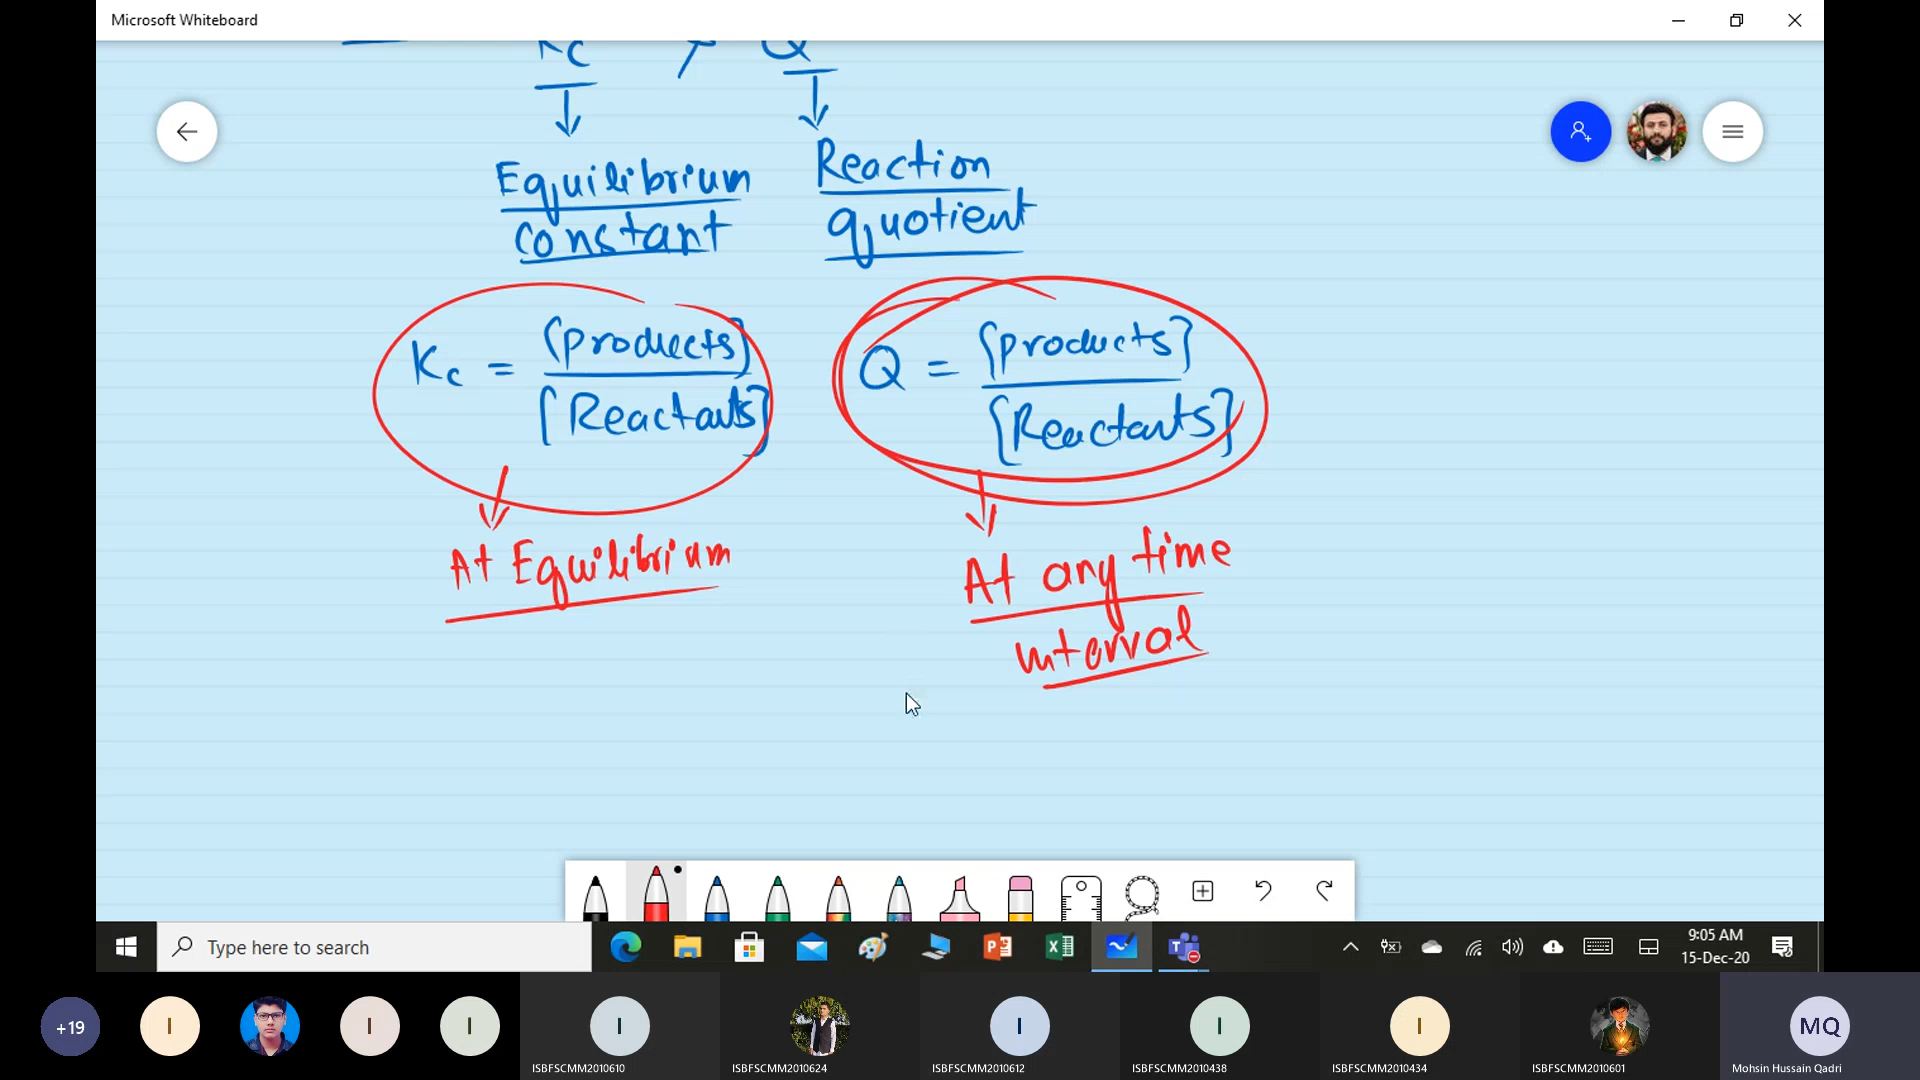 Microsoft Whiteboard
Kc > Q
Equilibrium
constant
Reaction
quotient
Kc = [products]
[Reactants]
Q = [products]
[Reactants]
At Equilibrium
At any time
interval
Type here to search
9:05 AM
15-Dec-20
+19
I
I
I
I
ISBFSCMM2010610
ISBFSCMM2010624
I
ISBFSCMM2010612
I
ISBFSCMM2010438
I
ISBFSCMM2010434
ISBFSCMM2010601
MQ
Mohsin Hussain Qadri